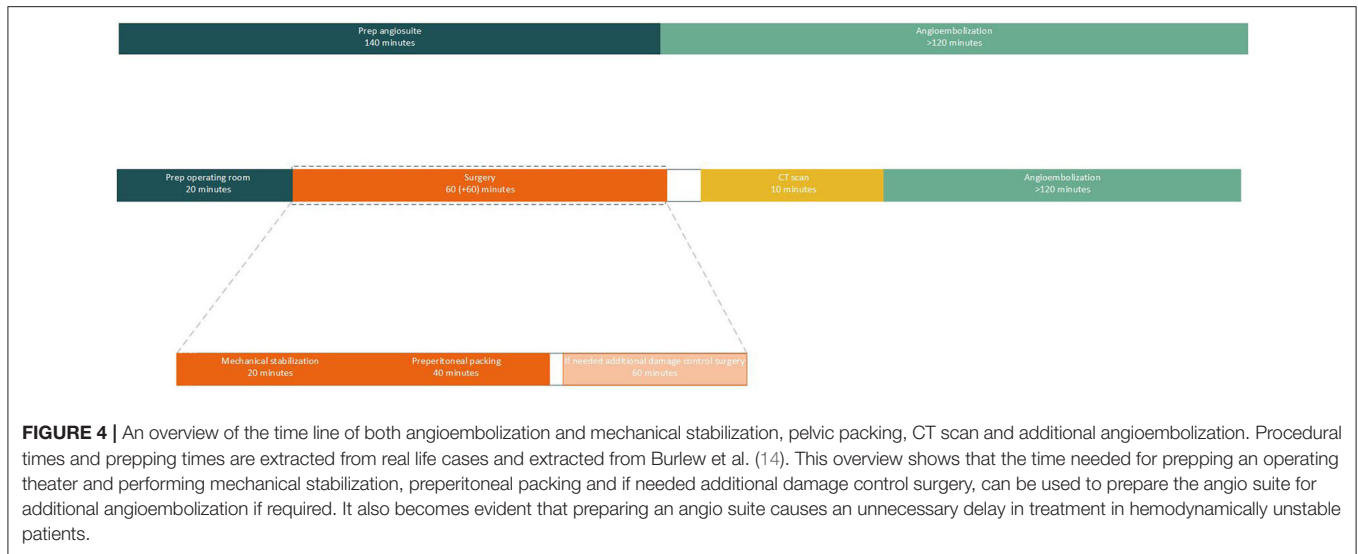 Prep angiosuite
140 minutes
Angioembolization
>120 minutes
Prep operating room
20 minutes
Surgery
60 (+60) minutes
CT scan
10 minutes
Angioembolization
>120 minutes
Mechanical stabilization
20 minutes
Preperitoneal packing
40 minutes
If needed additional damage control surgery
60 minutes
FIGURE 4 | An overview of the time line of both angioembolization and mechanical stabilization, pelvic packing, CT scan and additional angioembolization. Procedural
times and prepping times are extracted from real life cases and extracted from Burlew et al. (14). This overview shows that the time needed for prepping an operating
theater and performing mechanical stabilization, preperitoneal packing and if needed additional damage control surgery, can be used to prepare the angio suite for
additional angioembolization if required. It also becomes evident that preparing an angio suite causes an unnecessary delay in treatment in hemodynamically unstable
patients.